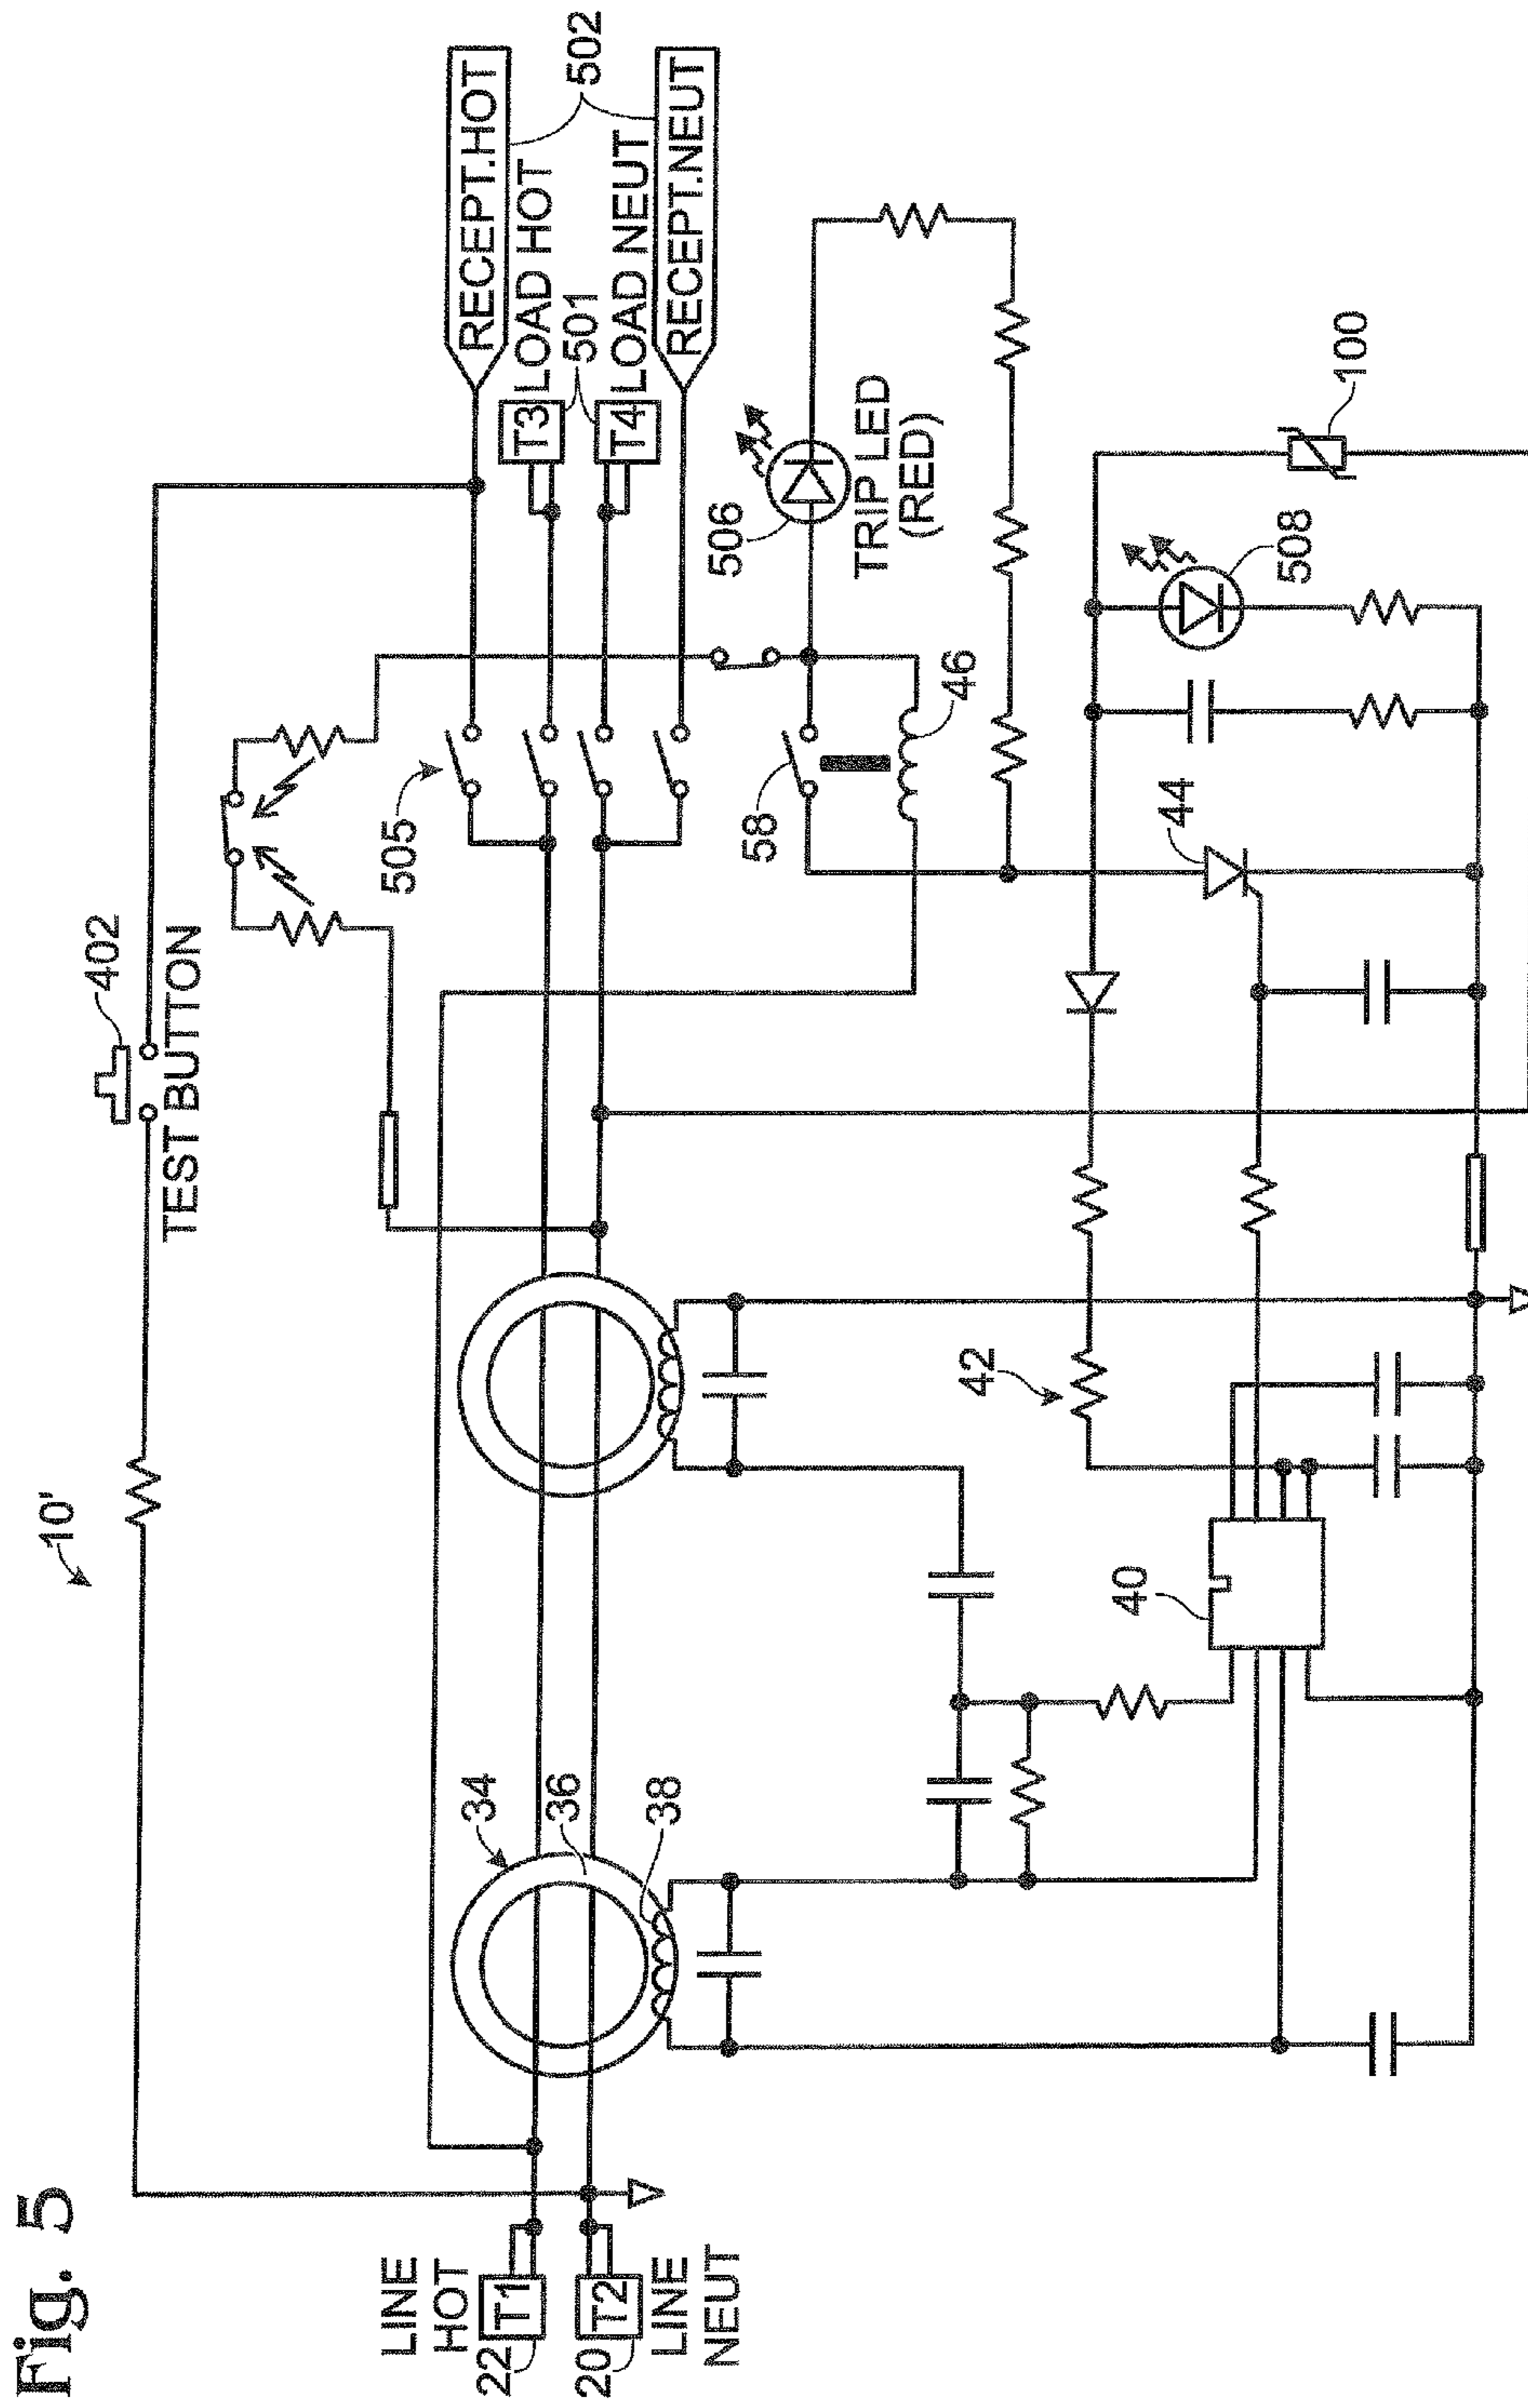 Fig. 5
10'
402
TEST BUTTON
505
RECEPT.HOT
502
LOAD HOT
T3
501
T4
LOAD NEUT
RECEPT.NEUT
LINE
HOT
22
T1
20
T2
LINE
NEUT
34
36
38
58
46
506
TRIP LED
(RED)
42
40
44
508
100